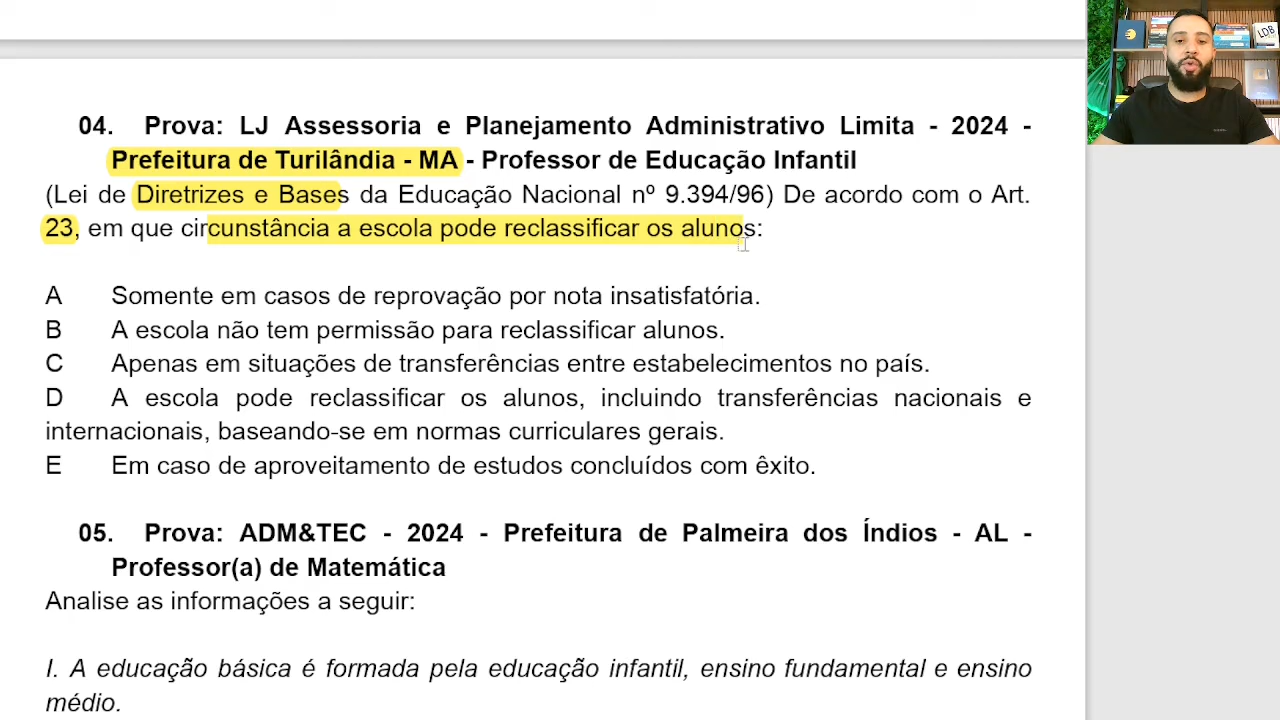 04. Prova: LJ Assessoria e Planejamento Administrativo Limita - 2024 -
Prefeitura de Turilândia - MA - Professor de Educação Infantil
(Lei de Diretrizes e Bases da Educação Nacional nº 9.394/96) De acordo com o Art.
23, em que circunstância a escola pode reclassificar os alunos:
A Somente em casos de reprovação por nota insatisfatória.
B A escola não tem permissão para reclassificar alunos.
C Apenas em situações de transferências entre estabelecimentos no país.
D A escola pode reclassificar os alunos, incluindo transferências nacionais e
internacionais, baseando-se em normas curriculares gerais.
E Em caso de aproveitamento de estudos concluídos com êxito.
05. Prova: ADM&TEC - 2024 - Prefeitura de Palmeira dos Índios - AL -
Professor(a) de Matemática
Analise as informações a seguir:
I. A educação básica é formada pela educação infantil, ensino fundamental e ensino
médio.
LDB